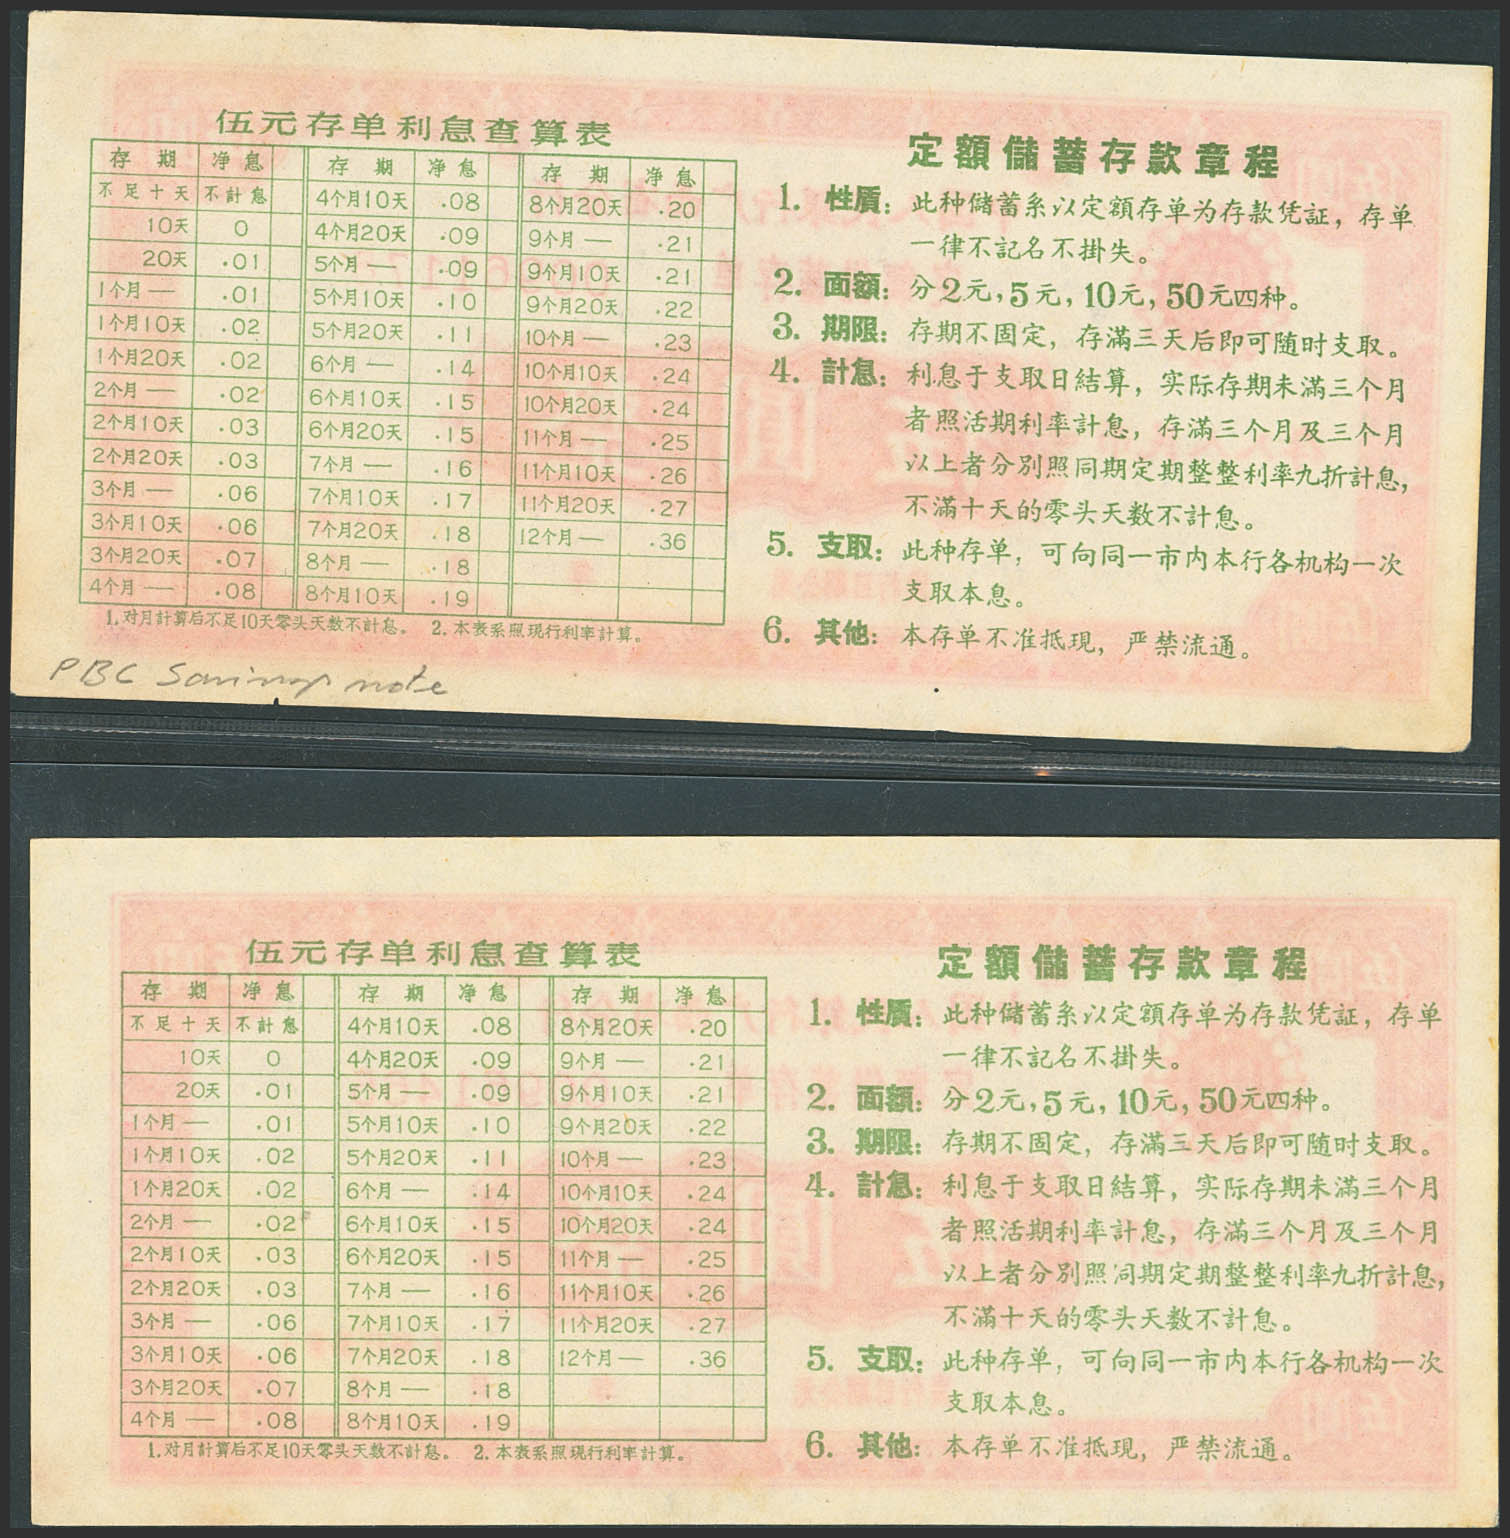 伍元存单利息查算表
存 期 净息 存 期 净息 存 期 净息
不足十天 不計息 4个月10天 .08 8个月20天 .20
10天 0 4个月20天 .09 9个月 — .21
20天 .01 5个月 — .09 9个月10天 .21
1个月 — .01 5个月10天 .10 9个月20天 .22
1个月10天 .02 5个月20天 .11 10个月 — .23
1个月20天 .02 6个月 — .14 10个月10天 .24
2个月 — .02 6个月10天 .15 10个月20天 .24
2个月10天 .03 6个月20天 .15 11个月 — .25
2个月20天 .03 7个月 — .16 11个月10天 .26
3个月 — .06 7个月10天 .17 11个月20天 .27
3个月10天 .06 7个月20天 .18 12个月 — .36
3个月20天 .07 8个月 — .18
4个月 — .08 8个月10天 .19
1.对月計算后不足10天零头天数不計息。 2.本表系照现行利率計算。
定額儲蓄存款章程
1. 性质：此种儲蓄系以定額存单为存款凭証，存单
一律不記名不掛失。
2. 面額：分2元，5元，10元，50元四种。
3. 期限：存期不固定，存滿三天后即可随时支取。
4. 計息：利息于支取日結算，实际存期未滿三个月
者照活期利率計息，存滿三个月及三个月
以上者分別照同期定期整整利率九折計息，
不滿十天的零头天数不計息。
5. 支取：此种存单，可向同一市内本行各机构一次
支取本息。
6. 其他：本存单不准抵現，严禁流通。
PBC Savings note
伍元存单利息查算表
存 期 净息 存 期 净息 存 期 净息
不足十天 不計息 4个月10天 .08 8个月20天 .20
10天 0 4个月20天 .09 9个月 — .21
20天 .01 5个月 — .09 9个月10天 .21
1个月 — .01 5个月10天 .10 9个月20天 .22
1个月10天 .02 5个月20天 .11 10个月 — .23
1个月20天 .02 6个月 — .14 10个月10天 .24
2个月 — .02 6个月10天 .15 10个月20天 .24
2个月10天 .03 6个月20天 .15 11个月 — .25
2个月20天 .03 7个月 — .16 11个月10天 .26
3个月 — .06 7个月10天 .17 11个月20天 .27
3个月10天 .06 7个月20天 .18 12个月 — .36
3个月20天 .07 8个月 — .18
4个月 — .08 8个月10天 .19
1.对月計算后不足10天零头天数不計息。 2.本表系照现行利率計算。
定額儲蓄存款章程
1. 性质：此种儲蓄系以定額存单为存款凭証，存单
一律不記名不掛失。
2. 面額：分2元，5元，10元，50元四种。
3. 期限：存期不固定，存滿三天后即可随时支取。
4. 計息：利息于支取日結算，实际存期未滿三个月
者照活期利率計息，存滿三个月及三个月
以上者分別照同期定期整整利率九折計息，
不滿十天的零头天数不計息。
5. 支取：此种存单，可向同一市内本行各机构一次
支取本息。
6. 其他：本存单不准抵現，严禁流通。